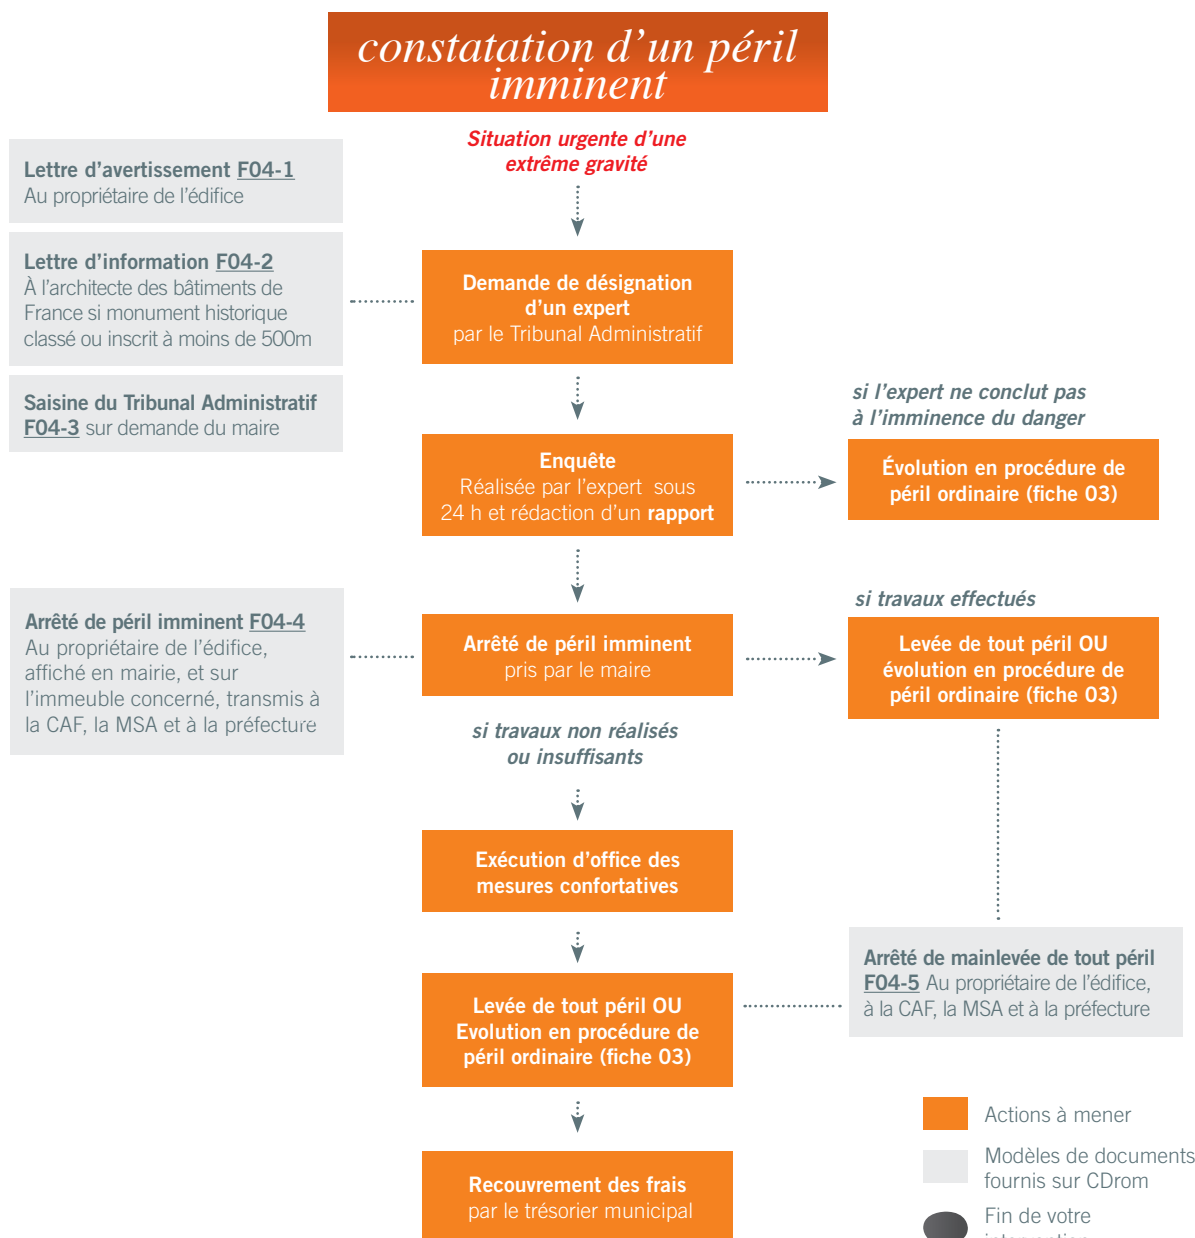 constatation d’un péril
imminent
Situation urgente d’une
extrême gravité
Lettre d’avertissement F04-1
Au propriétaire de l’édifice
Lettre d’information F04-2
À l’architecte des bâtiments de
France si monument historique
classé ou inscrit à moins de 500m
Saisine du Tribunal Administratif
F04-3 sur demande du maire
Demande de désignation
d’un expert
par le Tribunal Administratif
Enquête
Réalisée par l’expert sous
24 h et rédaction d’un rapport
si l’expert ne conclut pas
à l’imminence du danger
Évolution en procédure de
péril ordinaire (fiche 03)
Arrêté de péril imminent F04-4
Au propriétaire de l’édifice,
affiché en mairie, et sur
l’immeuble concerné, transmis à
la CAF, la MSA et à la préfecture
Arrêté de péril imminent
pris par le maire
si travaux effectués
Levée de tout péril OU
évolution en procédure de
péril ordinaire (fiche 03)
si travaux non réalisés
ou insuffisants
Exécution d’office des
mesures confortatives
Levée de tout péril OU
Evolution en procédure de
péril ordinaire (fiche 03)
Arrêté de mainlevée de tout péril
F04-5 Au propriétaire de l’édifice,
à la CAF, la MSA et à la préfecture
Recouvrement des frais
par le trésorier municipal
Actions à mener
Modèles de documents
fournis sur CDrom
Fin de votre